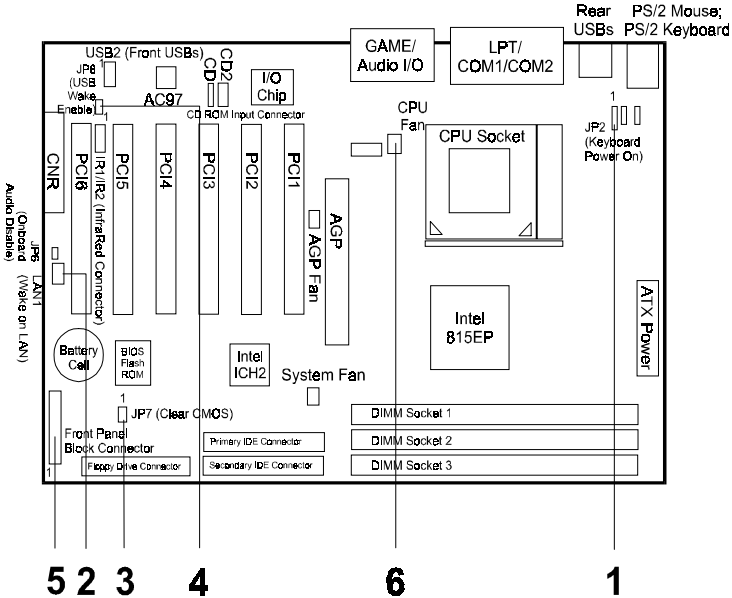 Rear
USBs
PS/2 Mouse;
PS/2 Keyboard
USB2 (Front USBs)
JP8
(USB
Wake
Enable)
1
AC97
CD1
CD2
I/O
Chip
CD ROM Input Connector
GAME/
Audio I/O
LPT/
COM1/COM2
CPU
Fan
CPU Socket
1
JP2
(Keyboard
Power On)
CNR
PCI6
IR1/IR2 (InfraRed Connector)
PCI5
PCI4
PCI3
PCI2
PCI1
AGP Fan
AGP
JP6
(Onboard
Audio Disable)
LAN1
(Wake on LAN)
Intel
815EP
ATX Power
Battery
Cell
BIOS
Flash
ROM
Intel
ICH2
System Fan
1
JP7 (Clear CMOS)
DIMM Socket 1
DIMM Socket 2
DIMM Socket 3
Front Panel
Block Connector
1
Primary IDE Connector
Floppy Drive Connector
Secondary IDE Connector
5 2 3 4 6 1